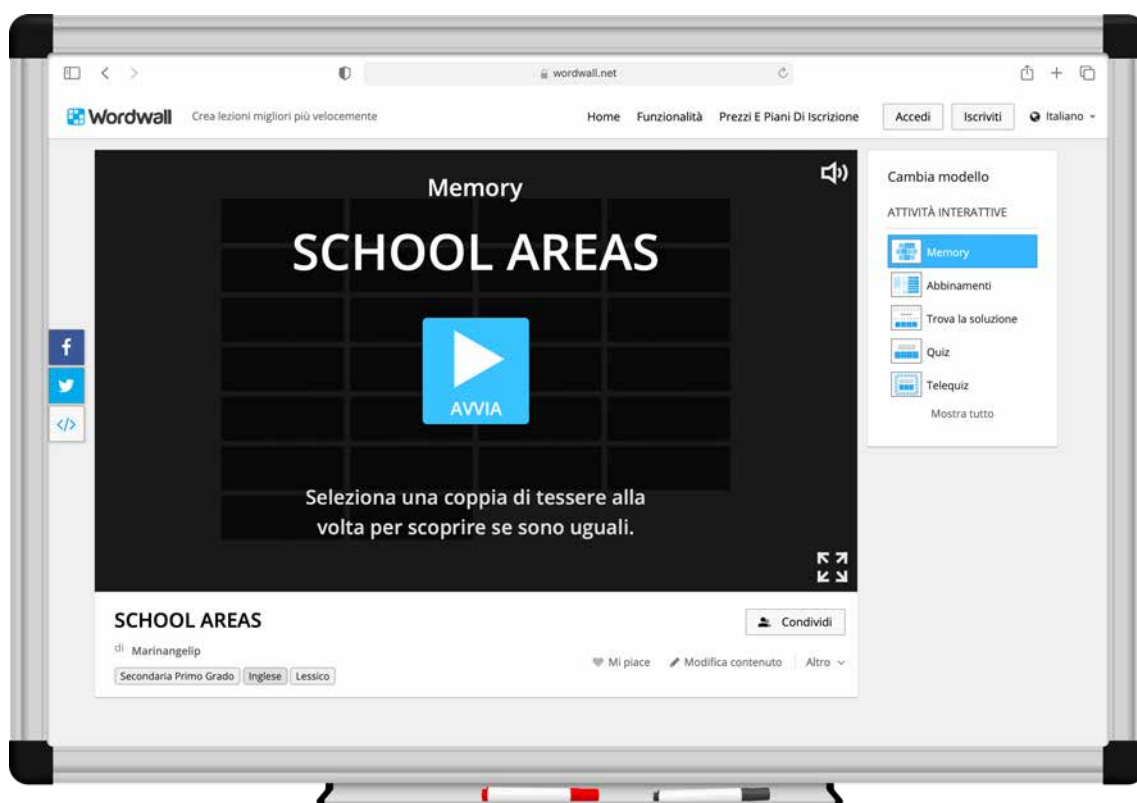 wordwall.net
Wordwall Crea lezioni migliori più velocemente Home Funzionalità Prezzi E Piani Di Iscrizione Accedi Iscriviti Italiano
Memory
SCHOOL AREAS
AVVIA
Seleziona una coppia di tessere alla
volta per scoprire se sono uguali.
Cambia modello
ATTIVITÀ INTERATTIVE
Memory
Abbinamenti
Trova la soluzione
Quiz
Telequiz
Mostra tutto
f
</>
SCHOOL AREAS
Condividi
di Marinangelip
Mi piace Modifica contenuto Altro
Secondaria Primo Grado Inglese Lessico